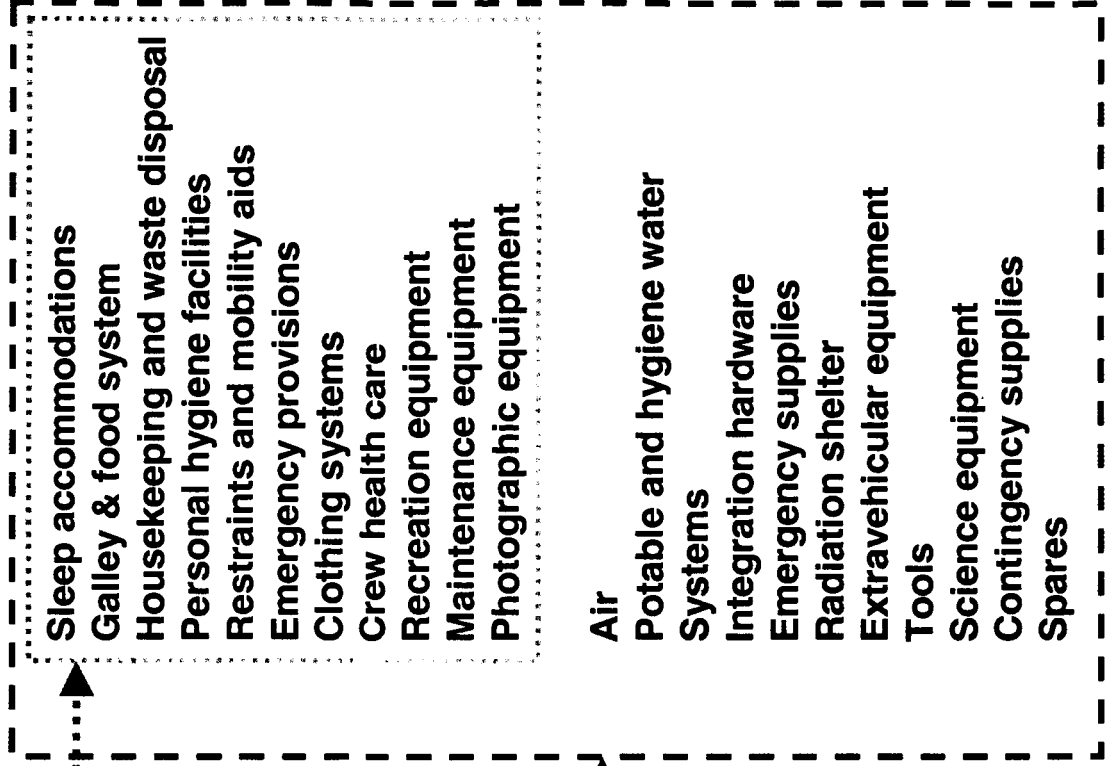 Sleep accommodations
Galley & food system
Housekeeping and waste disposal
Personal hygiene facilities
Restraints and mobility aids
Emergency provisions
Clothing systems
Crew health care
Recreation equipment
Maintenance equipment
Photographic equipment
Air
Potable and hygiene water
Systems
Integration hardware
Emergency supplies
Radiation shelter
Extravehicular equipment
Tools
Science equipment
Contingency supplies
Spares